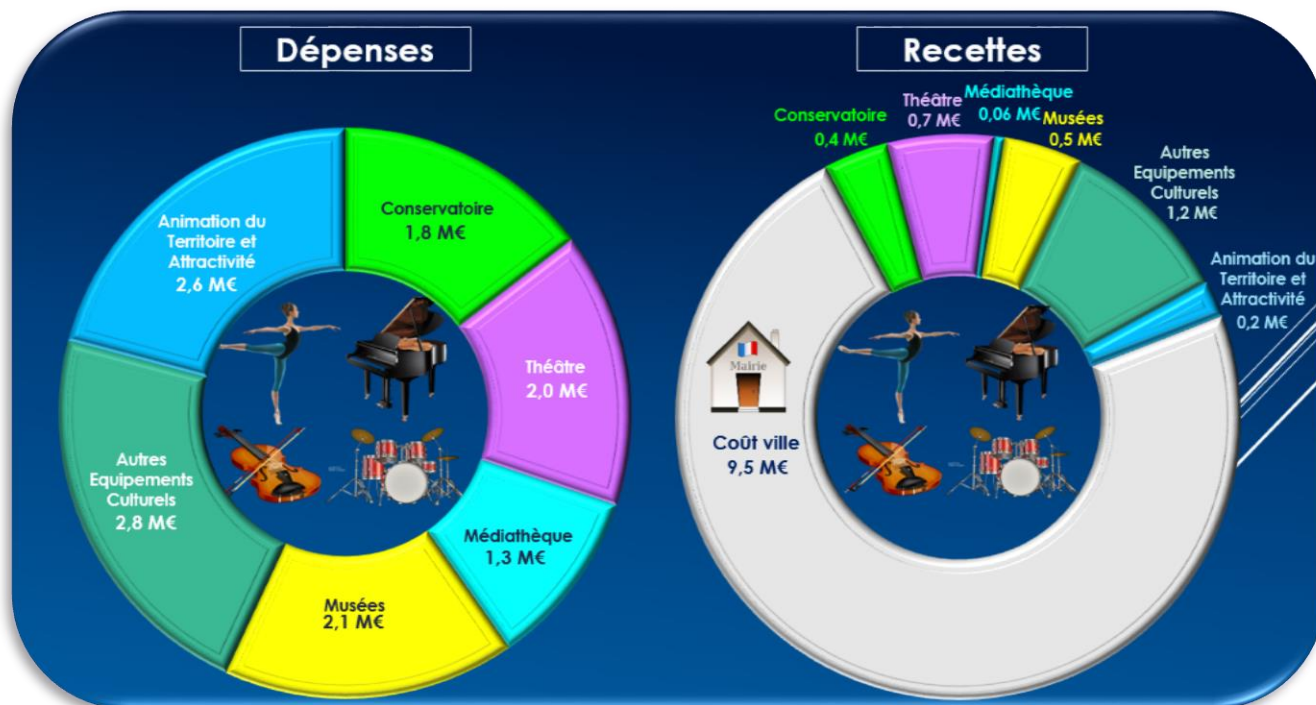 Dépenses
Conservatoire
1,8 M€
Théâtre
2,0 M€
Médiathèque
1,3 M€
Musées
2,1 M€
Autres
Equipements
Culturels
2,8 M€
Animation du
Territoire et
Attractivité
2,6 M€
Recettes
Conservatoire
0,4 M€
Théâtre
0,7 M€
Médiathèque
0,06 M€
Musées
0,5 M€
Autres
Equipements
Culturels
1,2 M€
Animation du
Territoire et
Attractivité
0,2 M€
Mairie
Coût ville
9,5 M€